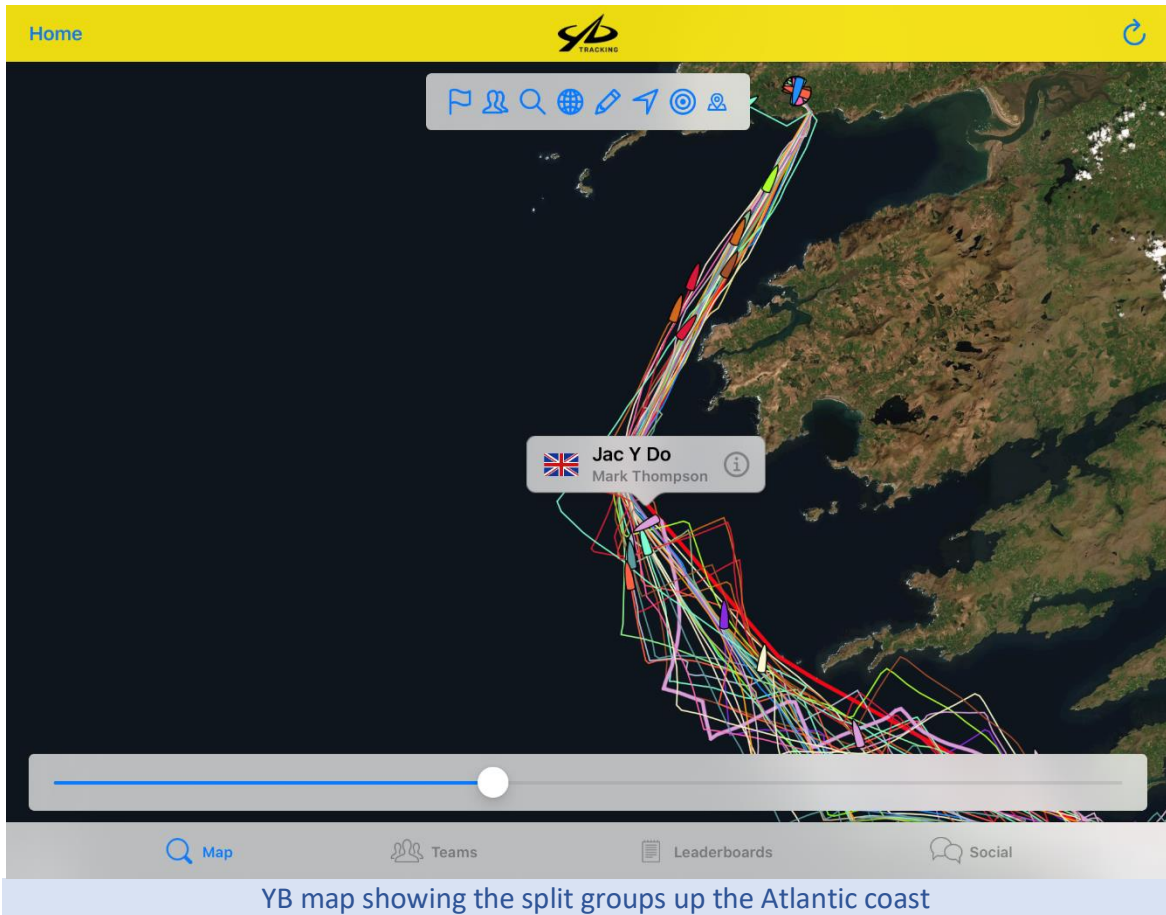 Home
TRACKING
Jac Y Do
Mark Thompson
Map
Teams
Leaderboards
Social
YB map showing the split groups up the Atlantic coast